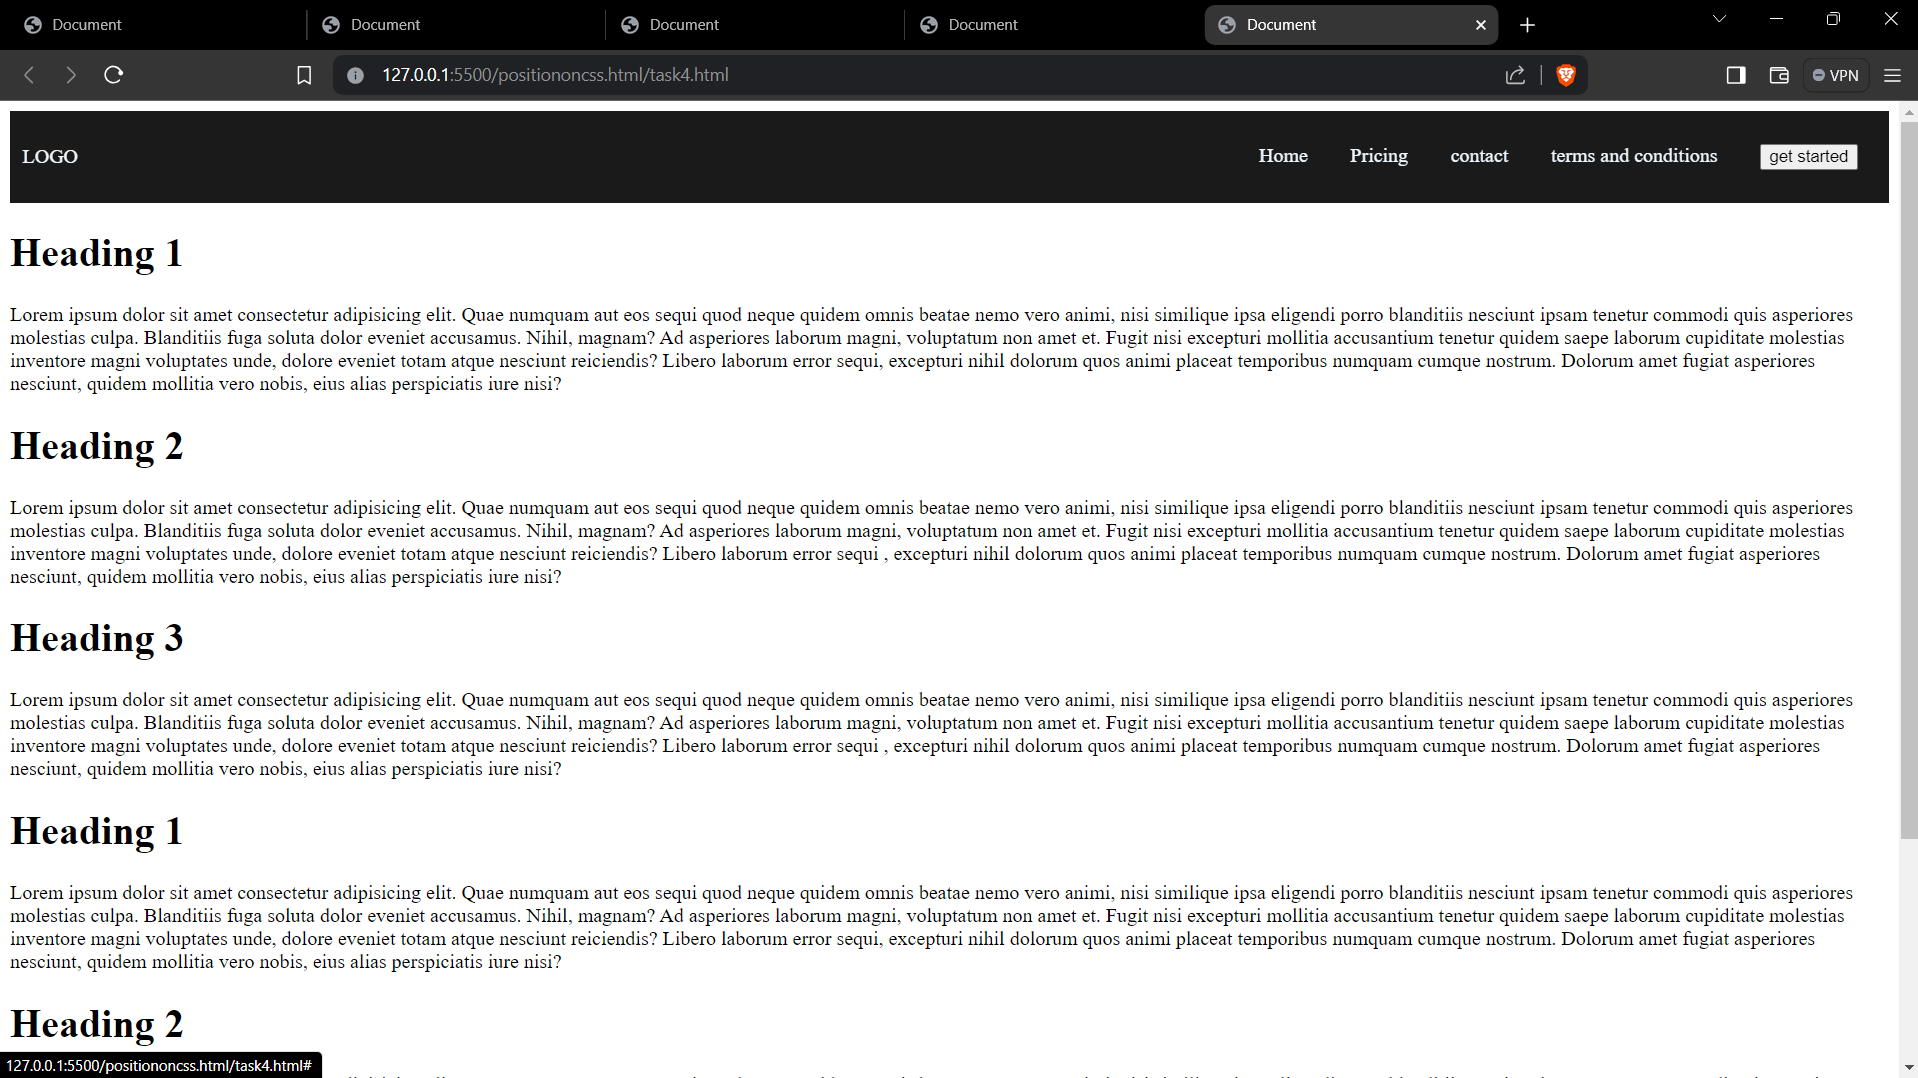 Document
Document
Document
Document
Document
127.0.0.1:5500/positiononcss.html/task4.html
VPN
LOGO
Home
Pricing
contact
terms and conditions
get started
Heading 1
Lorem ipsum dolor sit amet consectetur adipisicing elit. Quae numquam aut eos sequi quod neque quidem omnis beatae nemo vero animi, nisi similique ipsa eligendi porro blanditiis nesciunt ipsam tenetur commodi quis asperiores
molestias culpa. Blanditiis fuga soluta dolor eveniet accusamus. Nihil, magnam? Ad asperiores laborum magni, voluptatum non amet et. Fugit nisi excepturi mollitia accusantium tenetur quidem saepe laborum cupiditate molestias
inventore magni voluptates unde, dolore eveniet totam atque nesciunt reiciendis? Libero laborum error sequi, excepturi nihil dolorum quos animi placeat temporibus numquam cumque nostrum. Dolorum amet fugiat asperiores
nesciunt, quidem mollitia vero nobis, eius alias perspiciatis iure nisi?
Heading 2
Lorem ipsum dolor sit amet consectetur adipisicing elit. Quae numquam aut eos sequi quod neque quidem omnis beatae nemo vero animi, nisi similique ipsa eligendi porro blanditiis nesciunt ipsam tenetur commodi quis asperiores
molestias culpa. Blanditiis fuga soluta dolor eveniet accusamus. Nihil, magnam? Ad asperiores laborum magni, voluptatum non amet et. Fugit nisi excepturi mollitia accusantium tenetur quidem saepe laborum cupiditate molestias
inventore magni voluptates unde, dolore eveniet totam atque nesciunt reiciendis? Libero laborum error sequi , excepturi nihil dolorum quos animi placeat temporibus numquam cumque nostrum. Dolorum amet fugiat asperiores
nesciunt, quidem mollitia vero nobis, eius alias perspiciatis iure nisi?
Heading 3
Lorem ipsum dolor sit amet consectetur adipisicing elit. Quae numquam aut eos sequi quod neque quidem omnis beatae nemo vero animi, nisi similique ipsa eligendi porro blanditiis nesciunt ipsam tenetur commodi quis asperiores
molestias culpa. Blanditiis fuga soluta dolor eveniet accusamus. Nihil, magnam? Ad asperiores laborum magni, voluptatum non amet et. Fugit nisi excepturi mollitia accusantium tenetur quidem saepe laborum cupiditate molestias
inventore magni voluptates unde, dolore eveniet totam atque nesciunt reiciendis? Libero laborum error sequi , excepturi nihil dolorum quos animi placeat temporibus numquam cumque nostrum. Dolorum amet fugiat asperiores
nesciunt, quidem mollitia vero nobis, eius alias perspiciatis iure nisi?
Heading 1
Lorem ipsum dolor sit amet consectetur adipisicing elit. Quae numquam aut eos sequi quod neque quidem omnis beatae nemo vero animi, nisi similique ipsa eligendi porro blanditiis nesciunt ipsam tenetur commodi quis asperiores
molestias culpa. Blanditiis fuga soluta dolor eveniet accusamus. Nihil, magnam? Ad asperiores laborum magni, voluptatum non amet et. Fugit nisi excepturi mollitia accusantium tenetur quidem saepe laborum cupiditate molestias
inventore magni voluptates unde, dolore eveniet totam atque nesciunt reiciendis? Libero laborum error sequi, excepturi nihil dolorum quos animi placeat temporibus numquam cumque nostrum. Dolorum amet fugiat asperiores
nesciunt, quidem mollitia vero nobis, eius alias perspiciatis iure nisi?
Heading 2
127.0.0.1:5500/positiononcss.html/task4.html#